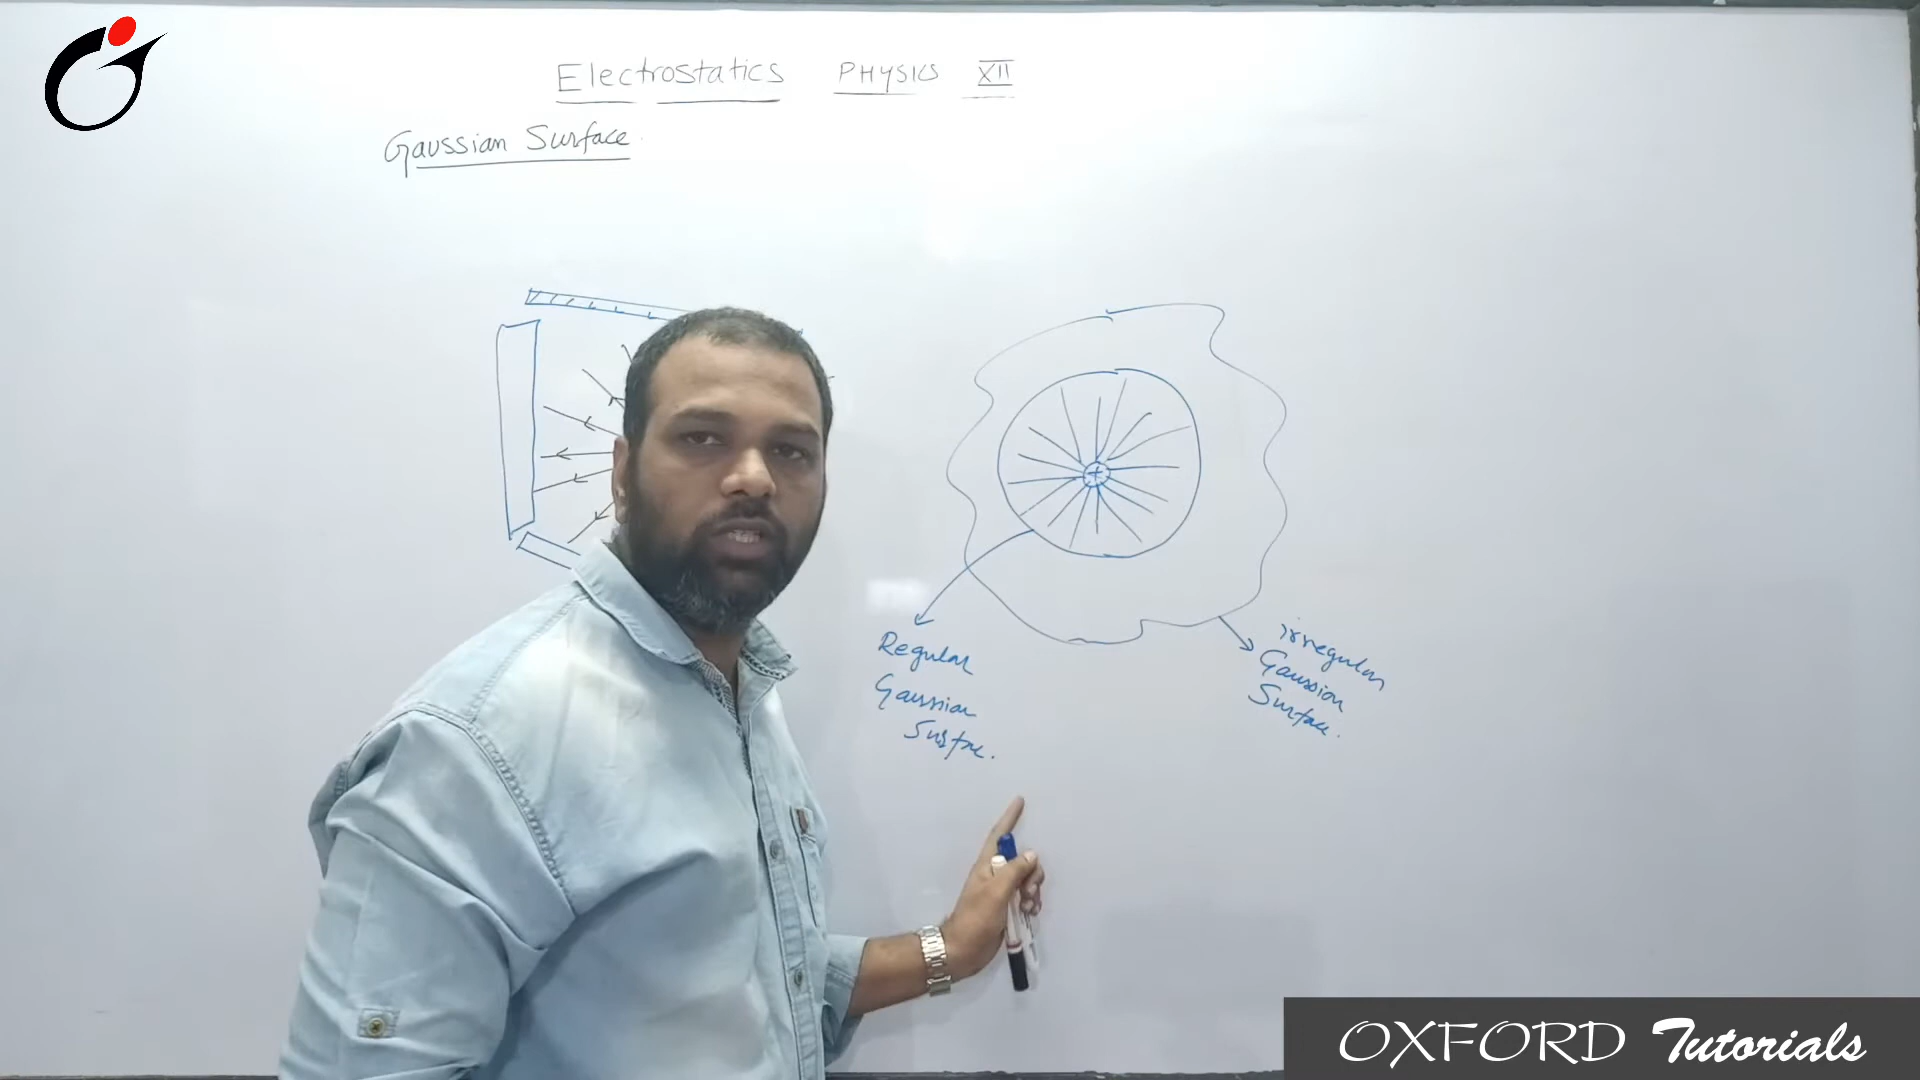 Electrostatics PHYSICS XII
Gaussian Surface.
+
Regular
Gaussian
Surface.
irregular
Gaussian
Surface.
OXFORD Tutorials